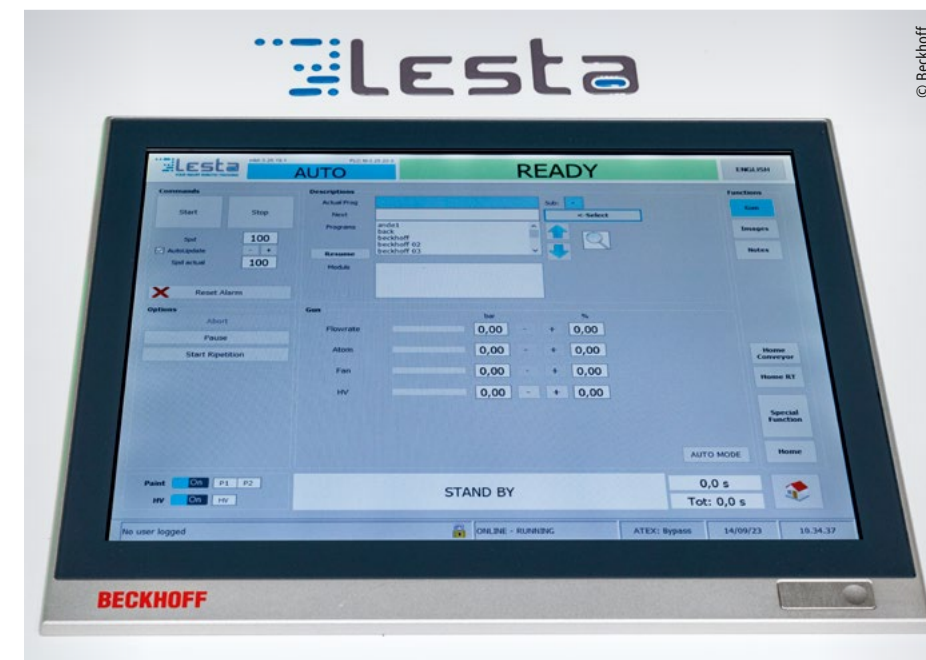 © Beckhoff
Lesta
Lesta
AUTO
READY
ENGLISH
Commands
Start
Stop
Spd
100
AutoUpdate
-
+
Spd actual
100
Reset Alarm
Options
Abort
Pause
Start Ripetition
Descriptions
Actual Prog
Sub:
-
Next
<-Select
Programs
ande1
back
beckhoff
beckhoff 02
beckhoff 03
Resume
Module
Functions
Gun
Images
Notes
Gun
bar
%
Flowrate
0,00 - + 0,00
Atom
0,00 - + 0,00
Fan
0,00 - + 0,00
HV
0,00 - + 0,00
Home
Conveyor
Home RT
Special
Function
AUTO MODE
Home
Paint On P1 P2
HV On HV
STAND BY
0,0 s
Tot: 0,0 s
No user logged
ONLINE - RUNNING
ATEX: Bypass
14/09/23
10.34.37
BECKHOFF